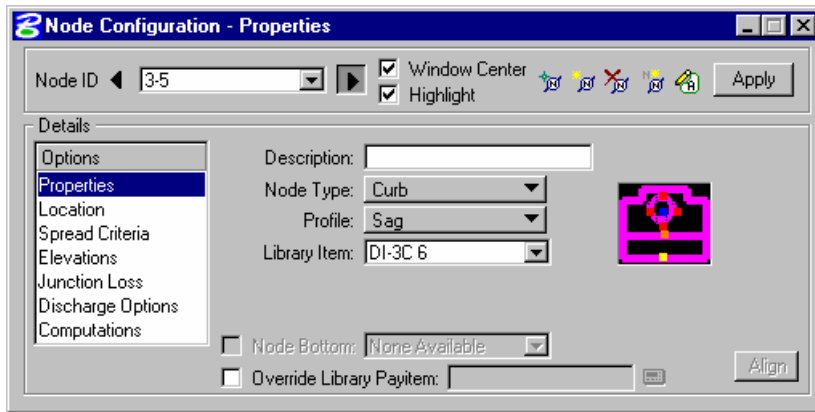 Node Configuration - Properties
Node ID 3-5 Window Center
Highlight
Apply
Details
Options
Properties
Location
Spread Criteria
Elevations
Junction Loss
Discharge Options
Computations
Description:
Node Type: Curb
Profile: Sag
Library Item: DI-3C 6
Node Bottom: None Available
Override Library Payitem:
Align